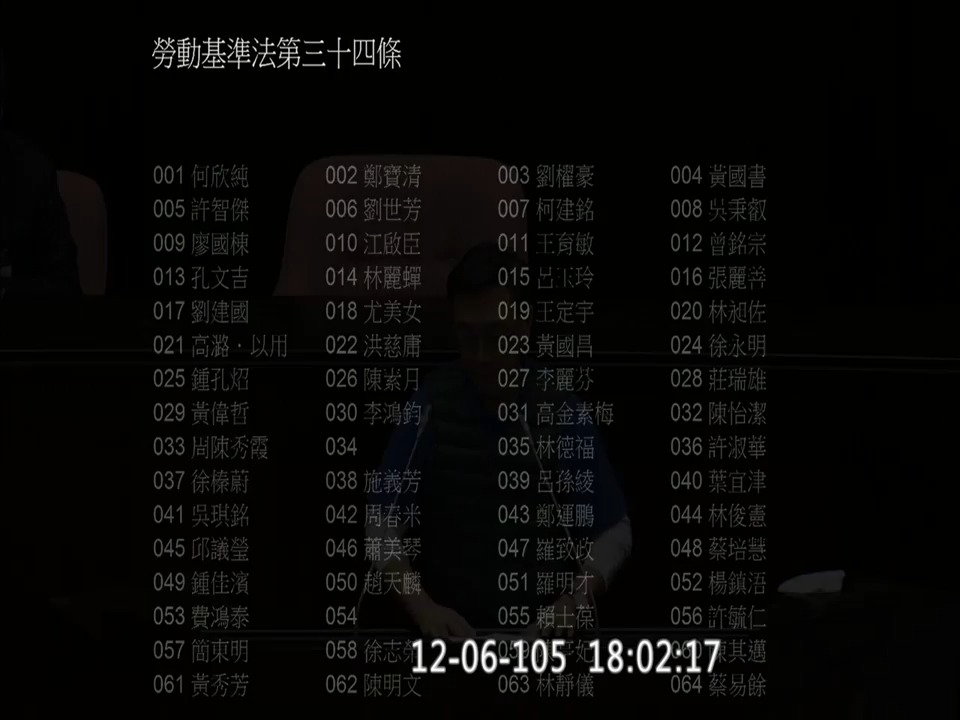 勞動基準法第三十四條
001 何欣純 002 鄭寶清 003 劉櫂豪 004 黃國書
005 許智傑 006 劉世芳 007 柯建銘 008 吳秉叡
009 廖國棟 010 江啟臣 011 王育敏 012 曾銘宗
013 孔文吉 014 林麗蟬 015 呂玉玲 016 張麗善
017 劉建國 018 尤美女 019 王定宇 020 林昶佐
021 高潞·以用 022 洪慈庸 023 黃國昌 024 徐永明
025 鍾孔炤 026 陳素月 027 李麗芬 028 莊瑞雄
029 黃偉哲 030 李鴻鈞 031 高金素梅 032 陳怡潔
033 周陳秀霞 034 035 林德福 036 許淑華
037 徐榛蔚 038 施義芳 039 呂孫綾 040 葉宜津
041 吳琪銘 042 周春米 043 鄭運鵬 044 林俊憲
045 邱議瑩 046 蕭美琴 047 羅致政 048 蔡培慧
049 鍾佳濱 050 趙天麟 051 羅明才 052 楊鎮浯
053 費鴻泰 054 055 賴士葆 056 許毓仁
057 簡東明 058 徐志榮 059 060 陳其邁
12-06-105 18:02:17
061 黃秀芳 062 陳明文 063 林靜儀 064 蔡易餘